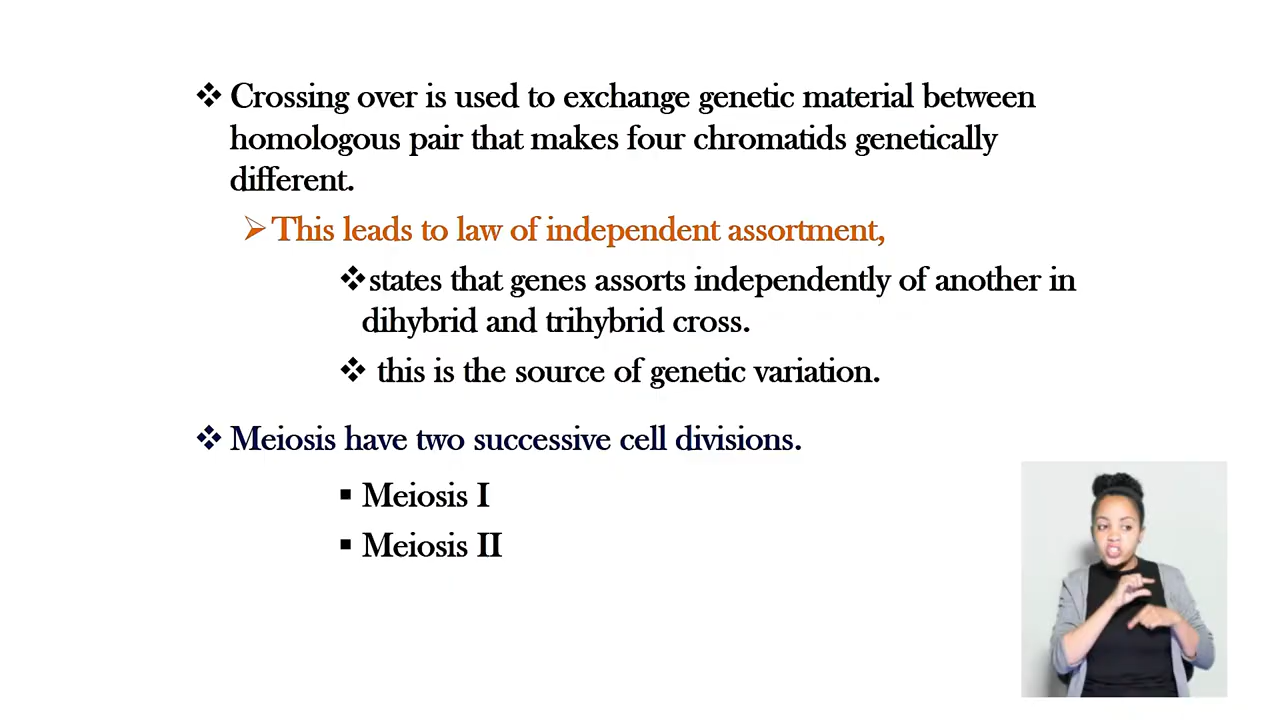 ❖ Crossing over is used to exchange genetic material between
homologous pair that makes four chromatids genetically
different.
➢ This leads to law of independent assortment,
❖ states that genes assorts independently of another in
dihybrid and trihybrid cross.
❖ this is the source of genetic variation.
❖ Meiosis have two successive cell divisions.
▪ Meiosis I
▪ Meiosis II